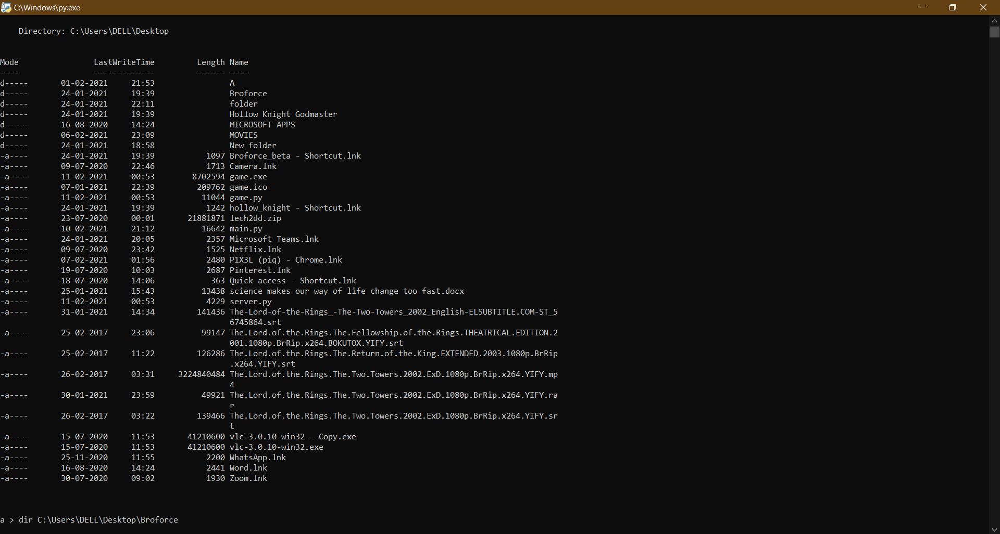 C:\Windows\py.exe
Directory: C:\Users\DELL\Desktop
Mode LastWriteTime Length Name
---- ------------- ------ ----
d----- 01-02-2021 21:53 A
d----- 24-01-2021 19:39 Broforce
d----- 24-01-2021 22:11 folder
d----- 24-01-2021 19:39 Hollow Knight Godmaster
d----- 16-08-2020 14:24 MICROSOFT APPS
d----- 06-02-2021 23:09 MOVIES
d----- 24-01-2021 18:58 New folder
-a---- 24-01-2021 19:39 1097 Broforce_beta - Shortcut.lnk
-a---- 09-07-2020 22:46 1713 Camera.lnk
-a---- 11-02-2021 00:53 8702594 game.exe
-a---- 07-01-2021 22:39 209762 game.ico
-a---- 11-02-2021 00:53 11044 game.py
-a---- 24-01-2021 19:39 1242 hollow_knight - Shortcut.lnk
-a---- 23-07-2020 00:01 21881871 lech2dd.zip
-a---- 10-02-2021 21:12 16642 main.py
-a---- 24-01-2021 20:05 2357 Microsoft Teams.lnk
-a---- 09-07-2020 23:42 1525 Netflix.lnk
-a---- 07-02-2021 01:56 2480 P1X3L (piq) - Chrome.lnk
-a---- 19-07-2020 10:03 2687 Pinterest.lnk
-a---- 18-07-2020 14:06 363 Quick access - Shortcut.lnk
-a---- 25-01-2021 15:43 13438 science makes our way of life change too fast.docx
-a---- 11-02-2021 00:53 4229 server.py
-a---- 31-01-2021 14:34 141436 The-Lord-of-the-Rings_-The-Two-Towers_2002_English-ELSUBTITLE.COM-ST_5
6745864.srt
-a---- 25-02-2017 23:06 99147 The.Lord.of.the.Rings.The.Fellowship.of.the.Rings.THEATRICAL.EDITION.2
001.1080p.BrRip.x264.BOKUTOX.YIFY.srt
-a---- 25-02-2017 11:22 126286 The.Lord.of.the.Rings.The.Return.of.the.King.EXTENDED.2003.1080p.BrRip
.x264.YIFY.srt
-a---- 26-02-2017 03:31 3224840484 The.Lord.of.the.Rings.The.Two.Towers.2002.ExD.1080p.BrRip.x264.YIFY.mp
4
-a---- 30-01-2021 23:59 49921 The.Lord.of.the.Rings.The.Two.Towers.2002.ExD.1080p.BrRip.x264.YIFY.ra
r
-a---- 26-02-2017 03:22 139466 The.Lord.of.the.Rings.The.Two.Towers.2002.ExD.1080p.BrRip.x264.YIFY.sr
t
-a---- 15-07-2020 11:53 41210600 vlc-3.0.10-win32 - Copy.exe
-a---- 15-07-2020 11:53 41210600 vlc-3.0.10-win32.exe
-a---- 25-11-2020 11:55 2200 WhatsApp.lnk
-a---- 16-08-2020 14:24 2441 Word.lnk
-a---- 30-07-2020 09:02 1930 Zoom.lnk
a > dir C:\Users\DELL\Desktop\Broforce